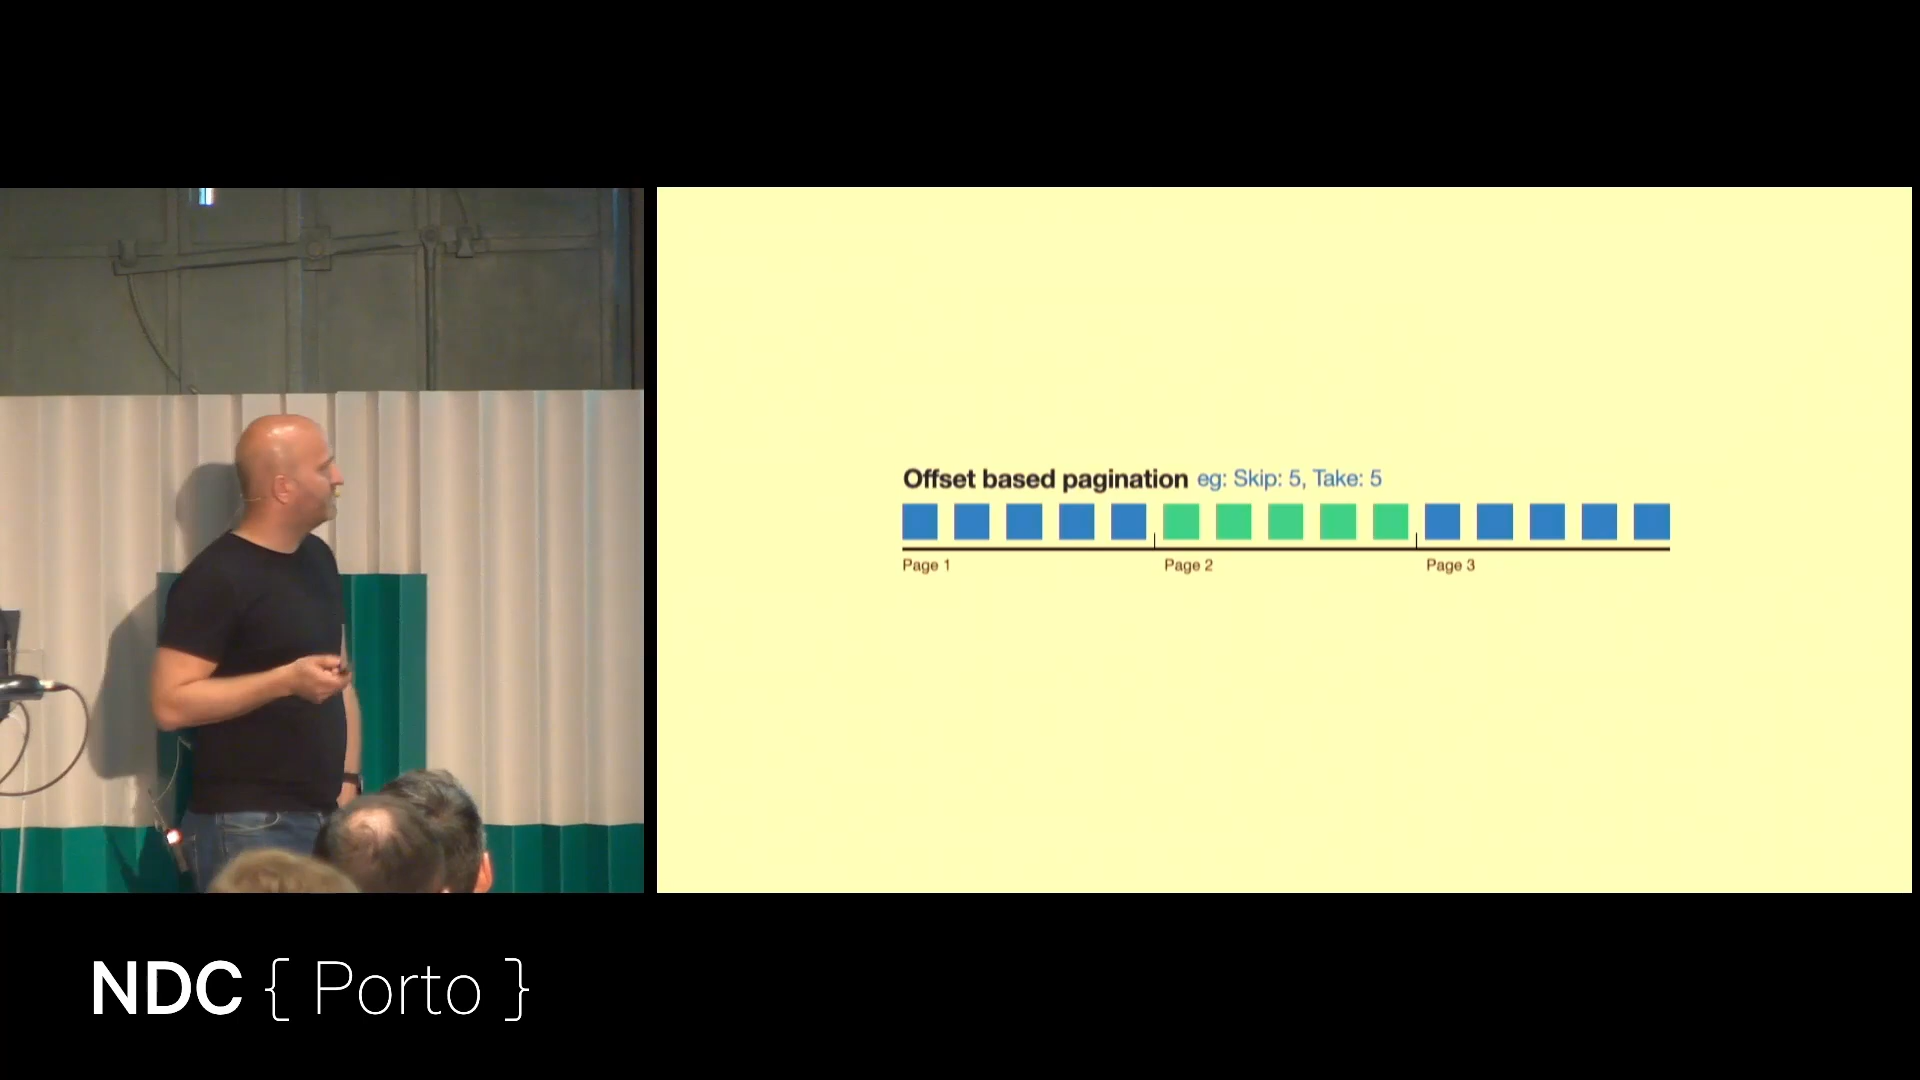 Offset based pagination eg: Skip: 5, Take: 5
Page 1 Page 2 Page 3
NDC { Porto }